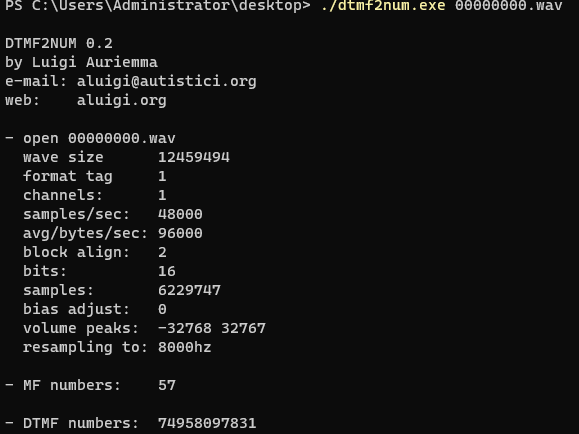 PS C:\Users\Administrator\desktop> ./dtmf2num.exe 00000000.wav
DTMF2NUM 0.2
by Luigi Auriemma
e-mail: aluigi@autistici.org
web:    aluigi.org
- open 00000000.wav
  wave size      12459494
  format tag     1
  channels:      1
  samples/sec:   48000
  avg/bytes/sec: 96000
  block align:   2
  bits:          16
  samples:       6229747
  bias adjust:   0
  volume peaks:  -32768 32767
  resampling to: 8000hz
- MF numbers:    57
- DTMF numbers:  74958097831